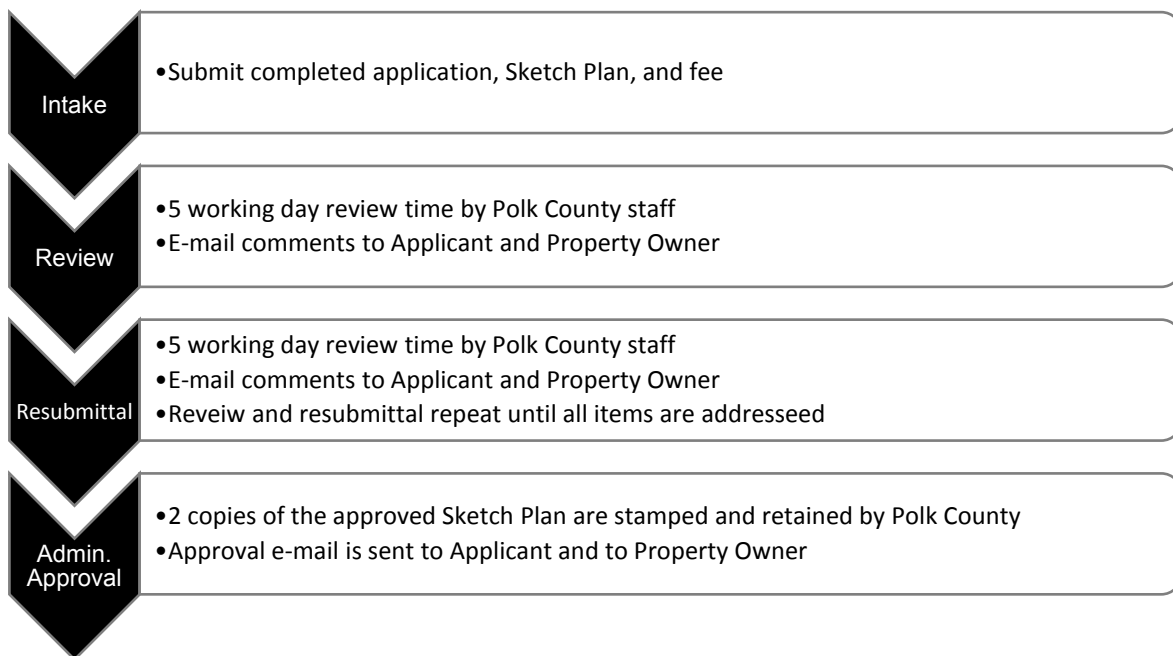 Intake
•Submit completed application, Sketch Plan, and fee
Review
•5 working day review time by Polk County staff
•E-mail comments to Applicant and Property Owner
Resubmittal
•5 working day review time by Polk County staff
•E-mail comments to Applicant and Property Owner
•Reveiw and resubmittal repeat until all items are addresseed
Admin.
Approval
•2 copies of the approved Sketch Plan are stamped and retained by Polk County
•Approval e-mail is sent to Applicant and to Property Owner